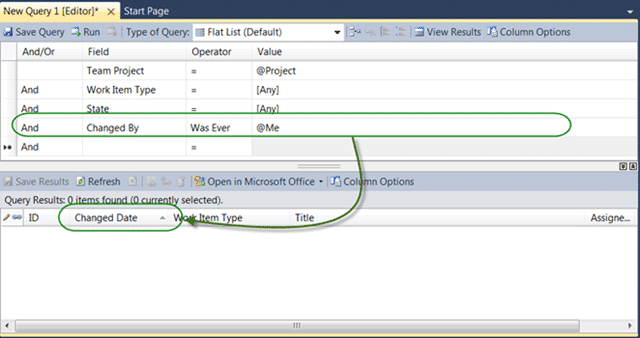 New Query 1 [Editor]* Start Page
Save Query Run Type of Query: Flat List (Default) View Results Column Options
And/Or Field Operator Value
Team Project = @Project
And Work Item Type = [Any]
And State = [Any]
And Changed By Was Ever @Me
And =
Save Results Refresh Open in Microsoft Office Column Options
Query Results: 0 items found (0 currently selected).
ID Changed Date Work Item Type Title Assigne...